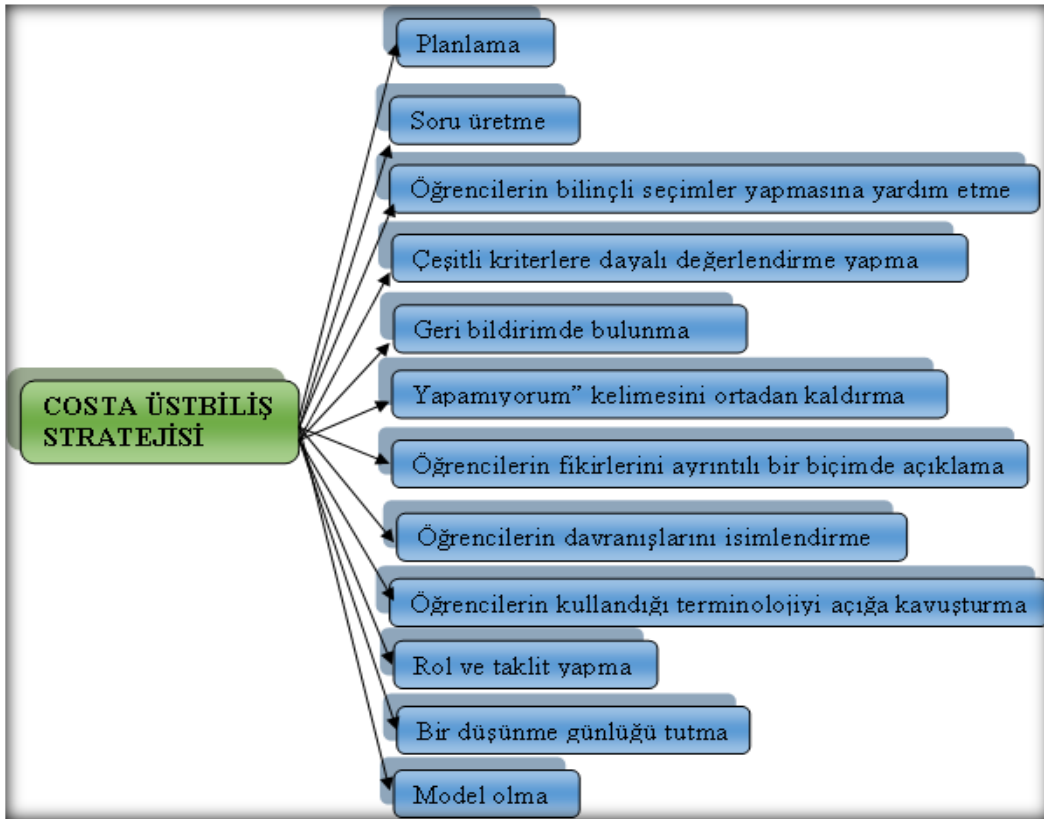 Planlama
Soru üretme
Öğrencilerin bilinçli seçimler yapmasına yardım etme
Çeşitli kriterlere dayalı değerlendirme yapma
Geri bildirimde bulunma
Yapamıyorum” kelimesini ortadan kaldırma
COSTA ÜSTBİLİŞ
STRATEJİSİ
Öğrencilerin fikirlerini ayrıntılı bir biçimde açıklama
Öğrencilerin davranışlarını isimlendirme
Öğrencilerin kullandığı terminolojiyi açığa kavuşturma
Rol ve taklit yapma
Bir düşünme günlüğü tutma
Model olma